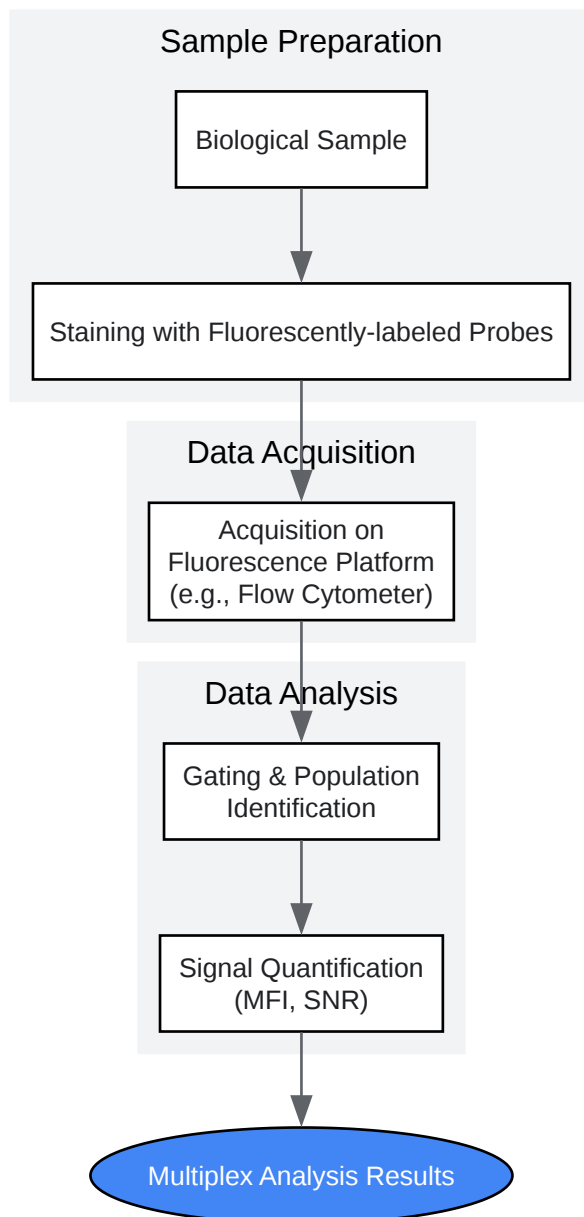 Sample Preparation
Biological Sample
Staining with Fluorescently-labeled Probes
Data Acquisition
Acquisition on
Fluorescence Platform
(e.g., Flow Cytometer)
Data Analysis
Gating & Population
Identification
Signal Quantification
(MFI, SNR)
Multiplex Analysis Results